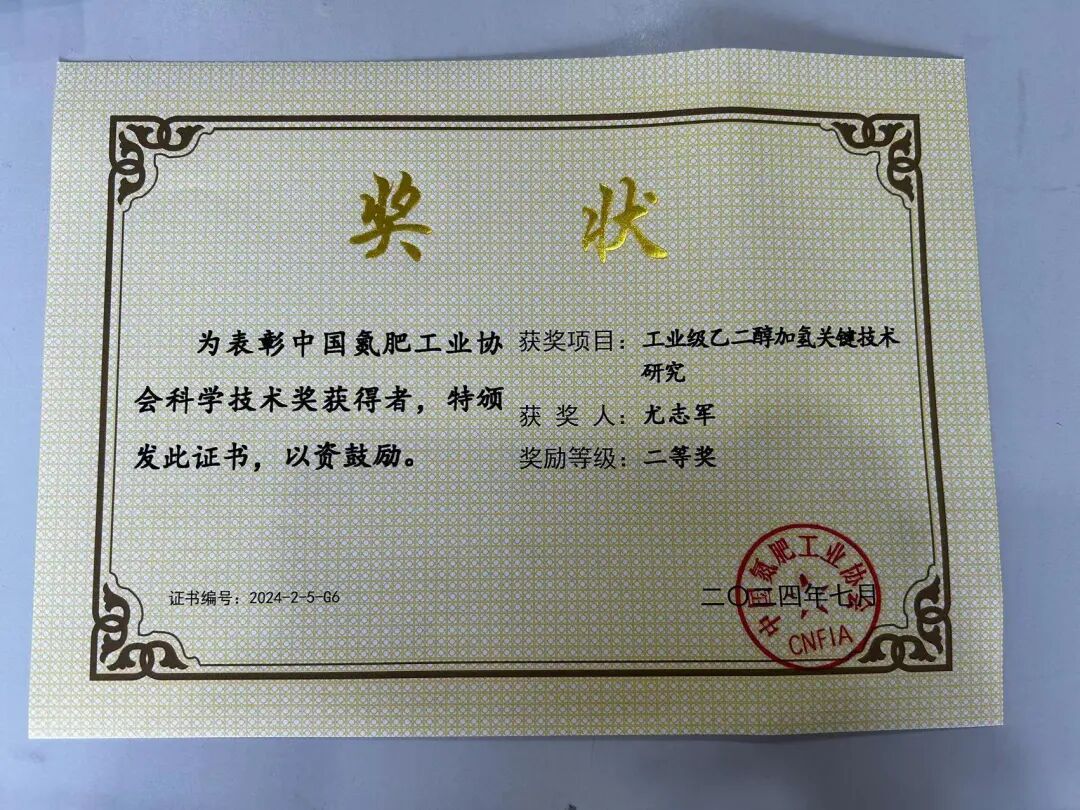 奖状
为表彰中国氮肥工业协
会科学技术奖获得者，特颁
发此证书，以资鼓励。
获奖项目：工业级乙二醇加氢关键技术
研究
获奖人：尤志军
奖励等级：二等奖
证书编号：2024-2-5-G6
二〇二四年七月
中国氮肥工业协会
CNFIA